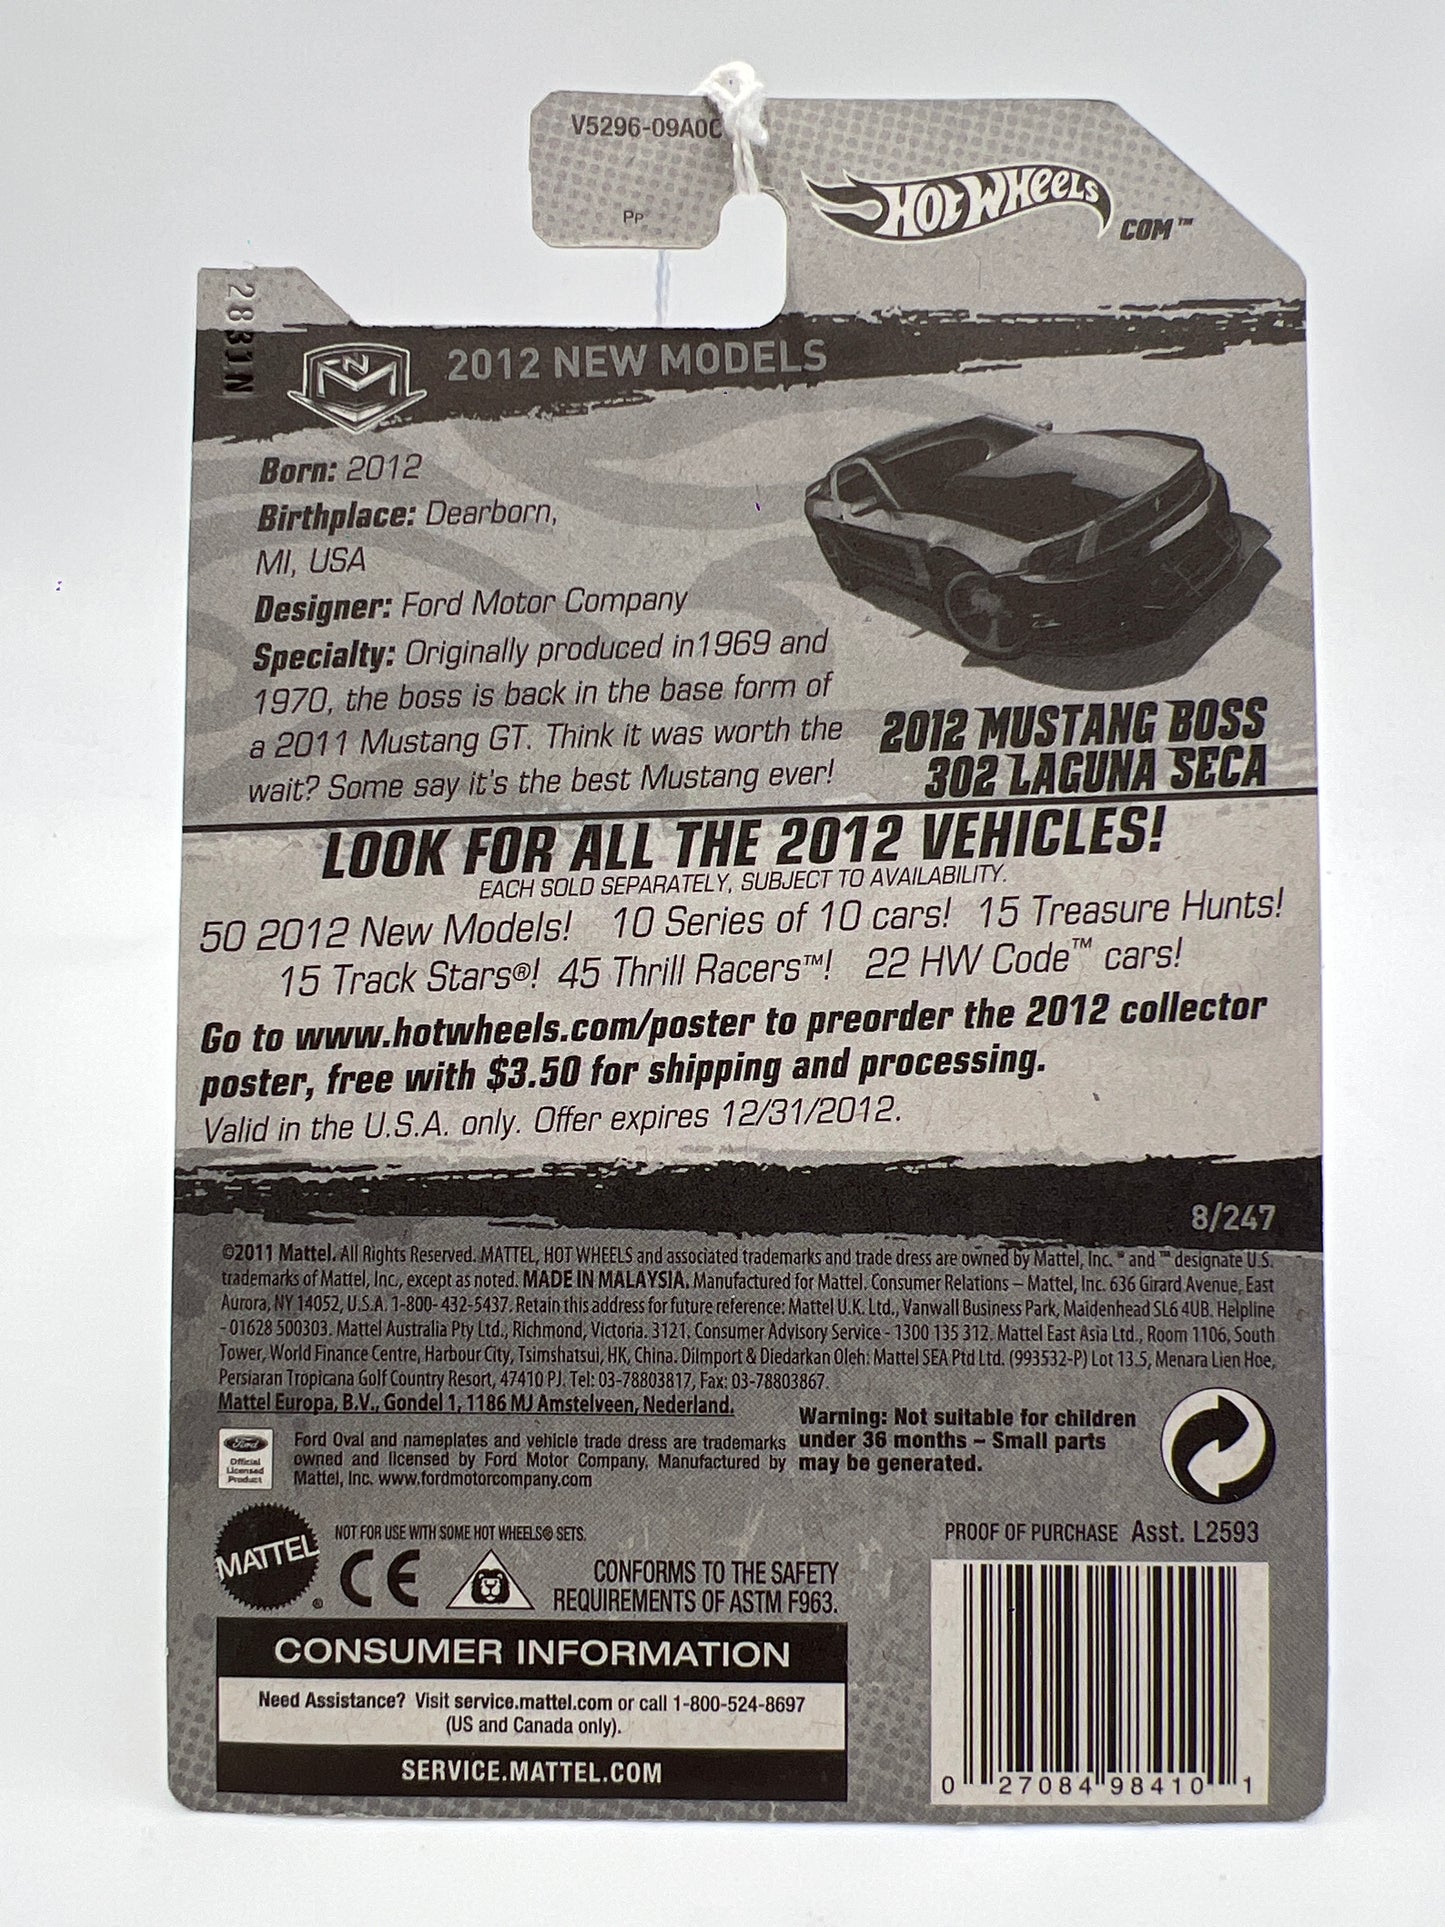 V5296-09A0C
Pp
HOT WHEELS
COM™
2831N
NM
2012 NEW MODELS
Born: 2012
Birthplace: Dearborn,
MI, USA
Designer: Ford Motor Company
Specialty: Originally produced in1969 and
1970, the boss is back in the base form of
a 2011 Mustang GT. Think it was worth the
wait? Some say it's the best Mustang ever!
2012 MUSTANG BOSS
302 LAGUNA SECA
LOOK FOR ALL THE 2012 VEHICLES!
EACH SOLD SEPARATELY, SUBJECT TO AVAILABILITY.
50 2012 New Models! 10 Series of 10 cars! 15 Treasure Hunts!
15 Track Stars®! 45 Thrill Racers™! 22 HW Code™ cars!
Go to www.hotwheels.com/poster to preorder the 2012 collector
poster, free with $3.50 for shipping and processing.
Valid in the U.S.A. only. Offer expires 12/31/2012.
8/247
©2011 Mattel. All Rights Reserved. MATTEL, HOT WHEELS and associated trademarks and trade dress are owned by Mattel, Inc. ® and ™ designate U.S.
trademarks of Mattel, Inc., except as noted. MADE IN MALAYSIA. Manufactured for Mattel. Consumer Relations – Mattel, Inc. 636 Girard Avenue, East
Aurora, NY 14052, U.S.A. 1-800- 432-5437. Retain this address for future reference: Mattel U.K. Ltd., Vanwall Business Park, Maidenhead SL6 4UB. Helpline
- 01628 500303. Mattel Australia Pty Ltd., Richmond, Victoria. 3121. Consumer Advisory Service - 1300 135 312. Mattel East Asia Ltd., Room 1106, South
Tower, World Finance Centre, Harbour City, Tsimshatsui, HK, China. DiImport & Diedarkan Oleh: Mattel SEA Ptd Ltd. (993532-P) Lot 13.5, Menara Lien Hoe,
Persiaran Tropicana Golf Country Resort, 47410 PJ. Tel: 03-78803817, Fax: 03-78803867.
Mattel Europa, B.V., Gondel 1, 1186 MJ Amstelveen, Nederland.
Ford
Official
Licensed
Product
Ford Oval and nameplates and vehicle trade dress are trademarks
owned and licensed by Ford Motor Company, Manufactured by
Mattel, Inc. www.fordmotorcompany.com
Warning: Not suitable for children
under 36 months – Small parts
may be generated.
MATTEL®
NOT FOR USE WITH SOME HOT WHEELS® SETS.
CE
CONFORMS TO THE SAFETY
REQUIREMENTS OF ASTM F963.
PROOF OF PURCHASE Asst. L2593
CONSUMER INFORMATION
Need Assistance? Visit service.mattel.com or call 1-800-524-8697
(US and Canada only).
SERVICE.MATTEL.COM
0 27084 98410 1